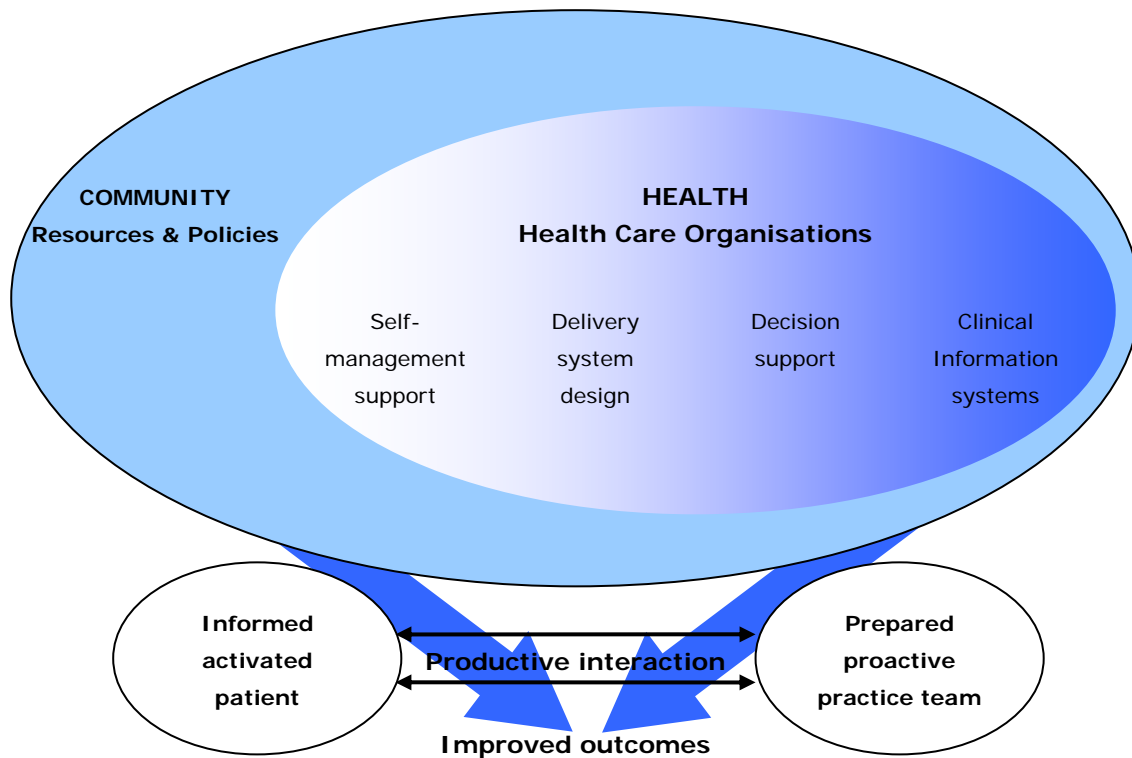 COMMUNITY
Resources & Policies
HEALTH
Health Care Organisations
Self-
management
support
Delivery
system
design
Decision
support
Clinical
Information
systems
Informed
activated
patient
Productive interaction
Prepared
proactive
practice team
Improved outcomes